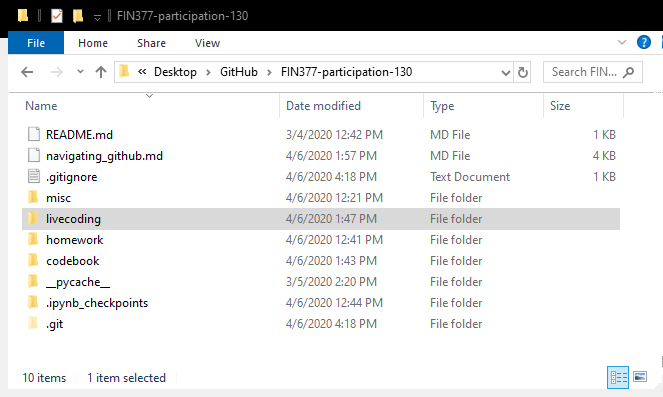 FIN377-participation-130
File Home Share View
« Desktop > GitHub > FIN377-participation-130 Search FIN...
Name Date modified Type Size
README.md 3/4/2020 12:42 PM MD File 1 KB
navigating_github.md 4/6/2020 1:57 PM MD File 4 KB
.gitignore 4/6/2020 4:18 PM Text Document 1 KB
misc 4/6/2020 12:21 PM File folder
livecoding 4/6/2020 1:47 PM File folder
homework 4/6/2020 12:41 PM File folder
codebook 4/6/2020 1:43 PM File folder
__pycache__ 3/5/2020 2:20 PM File folder
.ipynb_checkpoints 4/6/2020 12:44 PM File folder
.git 4/6/2020 4:18 PM File folder
10 items 1 item selected